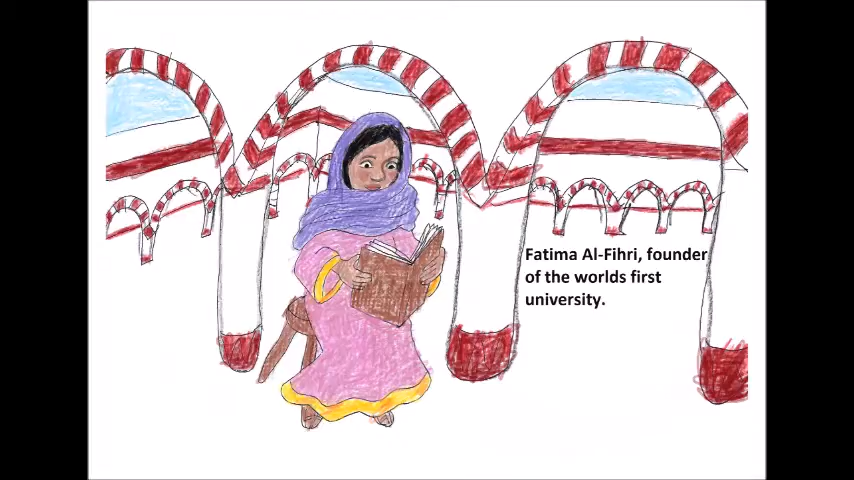 Fatima Al-Fihri, founder
of the worlds first
university.